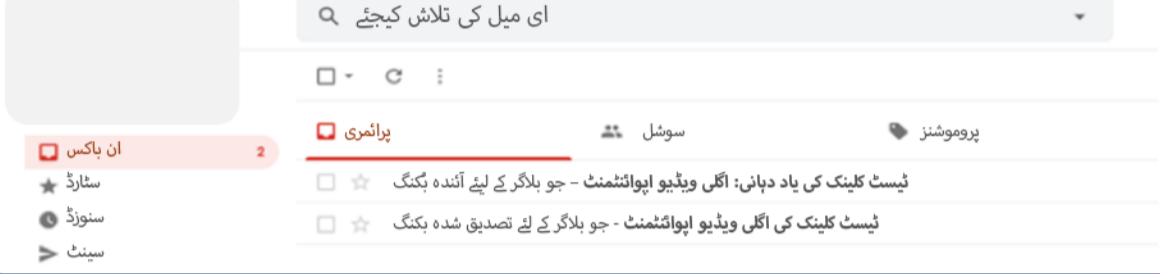 ای میل کی تلاش کیجئے
پرائمری
سوشل
پروموشنز
ان باکس
2
سٹارڈ
سنوزڈ
سینٹ
ٹیسٹ کلینک کی یاد دہانی: اگلی ویڈیو اپوائنٹمنٹ – جو بلاگر کے لیئے آئندہ بُکنگ
ٹیسٹ کلینک کی اگلی ویڈیو اپوائنٹمنٹ - جو بلاگر کے لئے تصدیق شدہ بکنگ